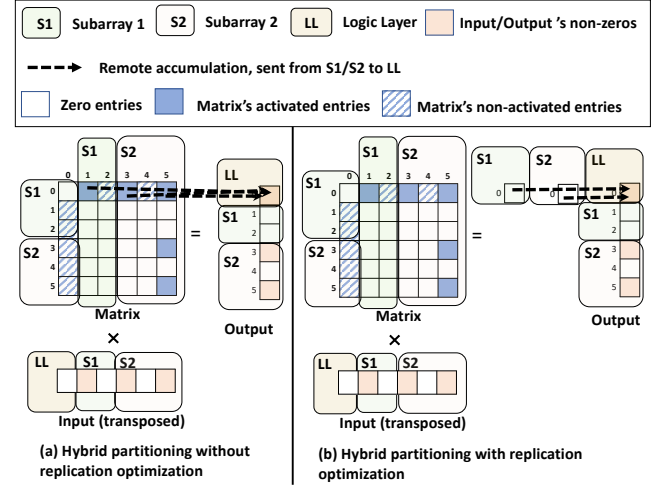 S1 Subarray 1 S2 Subarray 2 LL Logic Layer Input/Output 's non-zeros
Remote accumulation, sent from S1/S2 to LL
Zero entries Matrix's activated entries Matrix's non-activated entries
S1 S2 LL
0 1 2 3 4 5
S1 0 0
1 S1 1
2 2
S2 3 = S2 3
4 4
5 5
Matrix
Output
×
LL S1 S2
Input (transposed)
(a) Hybrid partitioning without
replication optimization
S1 S2 S1 S2 LL
0 1 2 3 4 5
S1 0 0 0 0
1 S1 1
2 2
S2 3 = S2 3
4 4
5 5
Matrix
Output
×
LL S1 S2
Input (transposed)
(b) Hybrid partitioning with replication
optimization